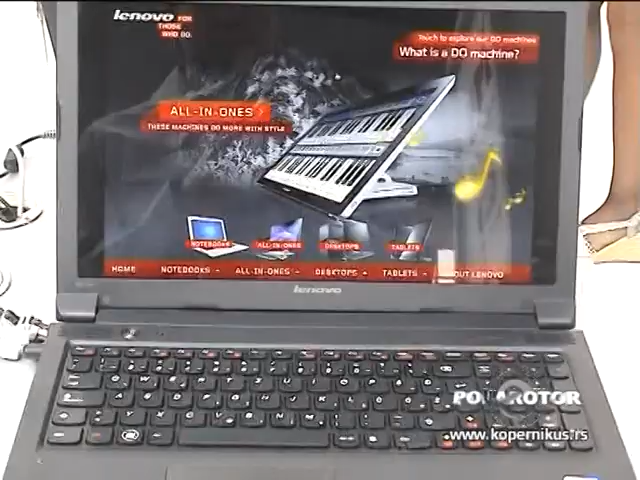 lenovo FOR
THOSE
WHO DO.
Touch to explore our DO machines
What is a DO machine?
ALL-IN-ONES
THESE MACHINES DO MORE WITH STYLE
NOTEBOOKS
ALL-IN-ONES
DESKTOPS
TABLETS
HOME
NOTEBOOKS
ALL-IN-ONES
DESKTOPS
TABLETS
OUT LENOVO
lenovo
www.kopernikus.rs